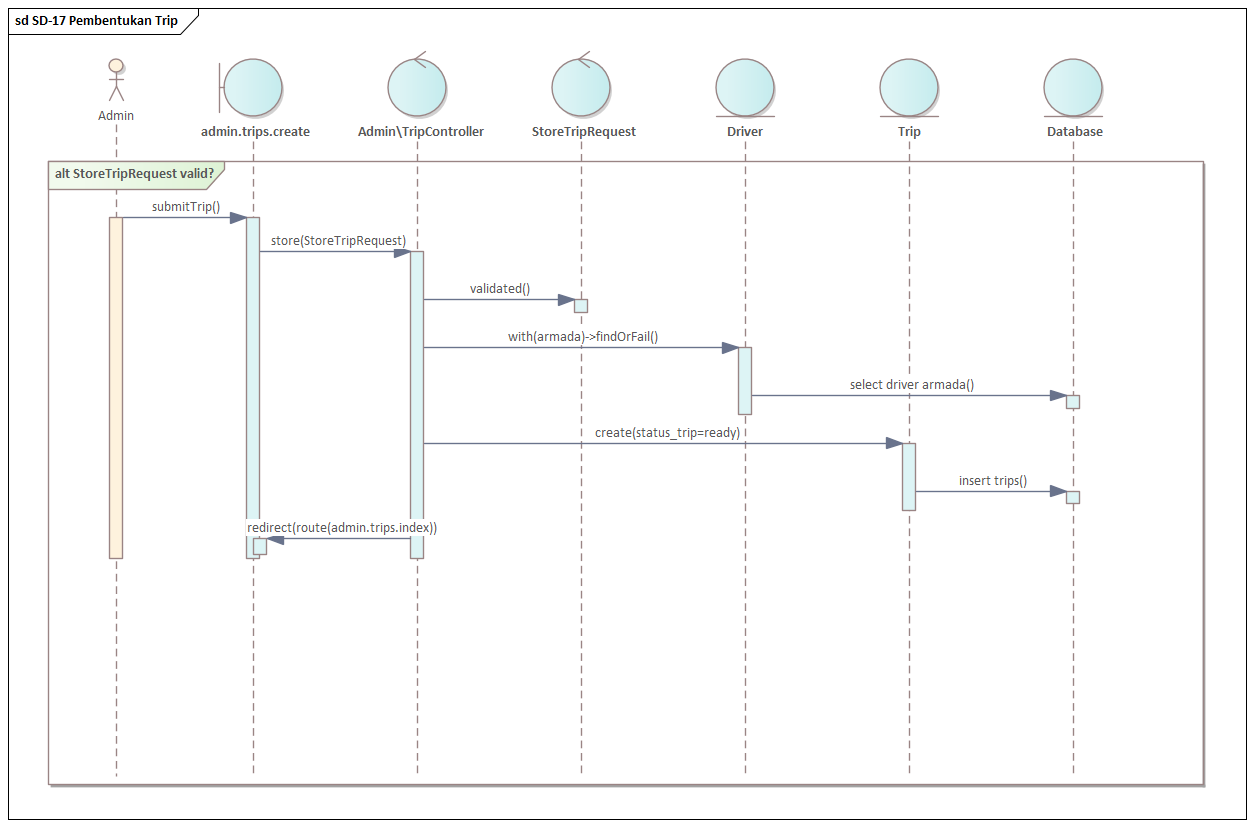 sd SD-17 Pembentukan Trip
Admin
admin.trips.create
Admin\TripController
StoreTripRequest
Driver
Trip
Database
alt StoreTripRequest valid?
submitTrip()
store(StoreTripRequest)
validated()
with(armada)->findOrFail()
select driver armada()
create(status_trip=ready)
insert trips()
redirect(route(admin.trips.index))